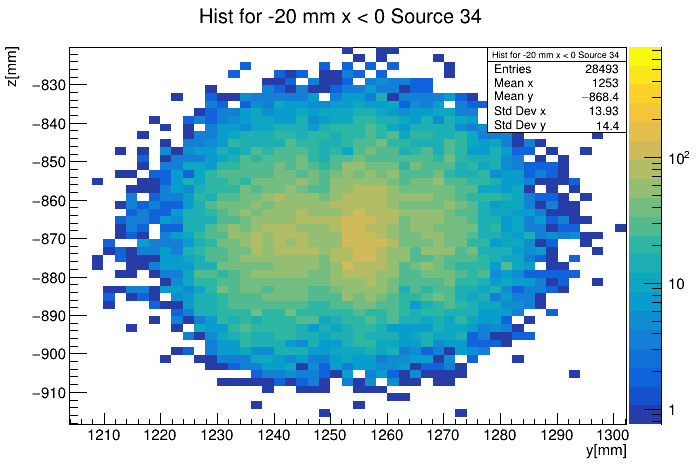 Hist for -20 mm x < 0 Source 34
z[mm]
Hist for -20 mm x < 0 Source 34
Entries 28493
Mean x 1253
Mean y −868.4
Std Dev x 13.93
Std Dev y 14.4
−830
−840
−850
−860
−870
−880
−890
−900
−910
10²
10
1
1210 1220 1230 1240 1250 1260 1270 1280 1290 1300
y[mm]